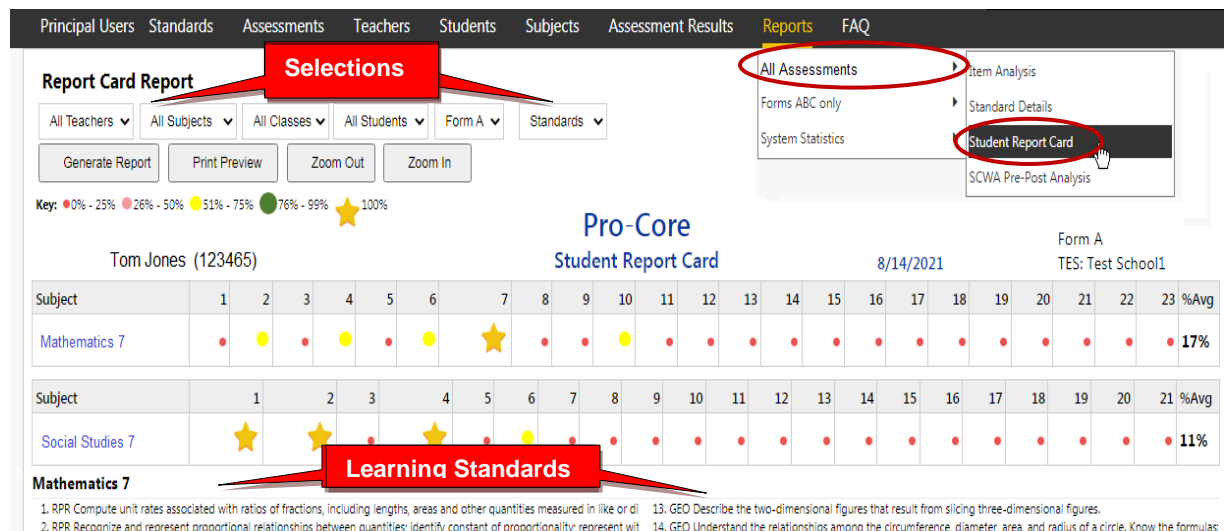 Principal Users Standards Assessments Teachers Students Subjects Assessment Results Reports FAQ
Selections
Report Card Report
All Assessments
Item Analysis
Forms ABC only
Standard Details
System Statistics
Student Report Card
SCWA Pre-Post Analysis
All Teachers All Subjects All Classes All Students Form A Standards
Generate Report Print Preview Zoom Out Zoom In
Key: 0% - 25% 26% - 50% 51% - 75% 76% - 99% 100%
Pro-Core
Form A
Tom Jones (123465) Student Report Card 8/14/2021 TES: Test School1
Subject 1 2 3 4 5 6 7 8 9 10 11 12 13 14 15 16 17 18 19 20 21 22 23 %Avg
Mathematics 7 17%
Subject 1 2 3 4 5 6 7 8 9 10 11 12 13 14 15 16 17 18 19 20 21 %Avg
Social Studies 7 11%
Learning Standards
Mathematics 7
1. RPR Compute unit rates associated with ratios of fractions, including lengths, areas and other quantities measured in like or di 13. GEO Describe the two-dimensional figures that result from slicing three-dimensional figures.
2. RPR Recognize and represent proportional relationships between quantities; identify constant of proportionality; represent wit 14. GEO Understand the relationships among the circumference, diameter, area, and radius of a circle. Know the formulas